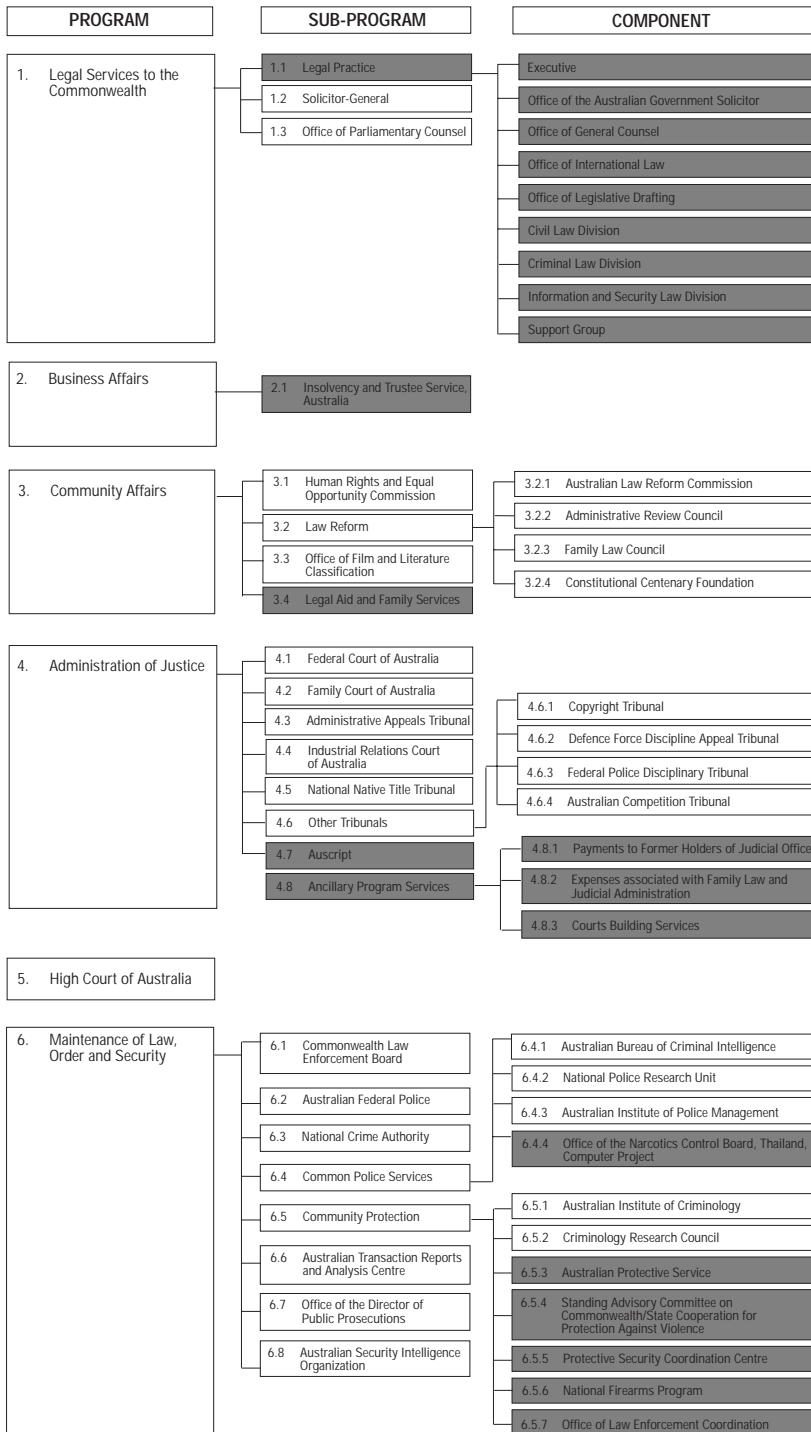 PROGRAM
SUB-PROGRAM
COMPONENT
1. Legal Services to the
Commonwealth
1.1 Legal Practice
1.2 Solicitor-General
1.3 Office of Parliamentary Counsel
Executive
Office of the Australian Government Solicitor
Office of General Counsel
Office of International Law
Office of Legislative Drafting
Civil Law Division
Criminal Law Division
Information and Security Law Division
Support Group
2. Business Affairs
2.1 Insolvency and Trustee Service,
Australia
3. Community Affairs
3.1 Human Rights and Equal
Opportunity Commission
3.2 Law Reform
3.3 Office of Film and Literature
Classification
3.4 Legal Aid and Family Services
3.2.1 Australian Law Reform Commission
3.2.2 Administrative Review Council
3.2.3 Family Law Council
3.2.4 Constitutional Centenary Foundation
4. Administration of Justice
4.1 Federal Court of Australia
4.2 Family Court of Australia
4.3 Administrative Appeals Tribunal
4.4 Industrial Relations Court
of Australia
4.5 National Native Title Tribunal
4.6 Other Tribunals
4.7 Auscript
4.8 Ancillary Program Services
4.6.1 Copyright Tribunal
4.6.2 Defence Force Discipline Appeal Tribunal
4.6.3 Federal Police Disciplinary Tribunal
4.6.4 Australian Competition Tribunal
4.8.1 Payments to Former Holders of Judicial Office
4.8.2 Expenses associated with Family Law and
Judicial Administration
4.8.3 Courts Building Services
5. High Court of Australia
6. Maintenance of Law,
Order and Security
6.1 Commonwealth Law
Enforcement Board
6.2 Australian Federal Police
6.3 National Crime Authority
6.4 Common Police Services
6.5 Community Protection
6.6 Australian Transaction Reports
and Analysis Centre
6.7 Office of the Director of
Public Prosecutions
6.8 Australian Security Intelligence
Organization
6.4.1 Australian Bureau of Criminal Intelligence
6.4.2 National Police Research Unit
6.4.3 Australian Institute of Police Management
6.4.4 Office of the Narcotics Control Board, Thailand,
Computer Project
6.5.1 Australian Institute of Criminology
6.5.2 Criminology Research Council
6.5.3 Australian Protective Service
6.5.4 Standing Advisory Committee on
Commonwealth/State Cooperation for
Protection Against Violence
6.5.5 Protective Security Coordination Centre
6.5.6 National Firearms Program
6.5.7 Office of Law Enforcement Coordination